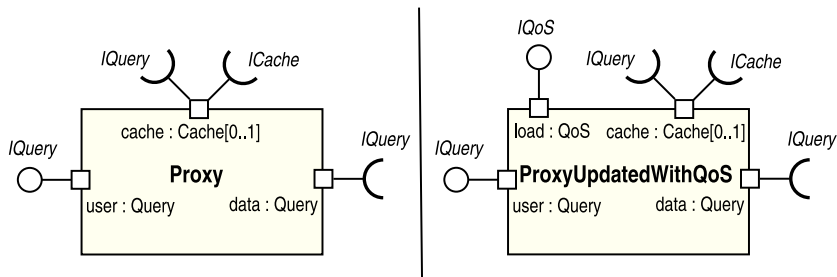 IQuery
ICache
cache : Cache[0..1]
IQuery
IQuery
Proxy
user : Query
data : Query
IQoS
IQuery
ICache
load : QoS
cache : Cache[0..1]
IQuery
IQuery
ProxyUpdatedWithQoS
user : Query
data : Query